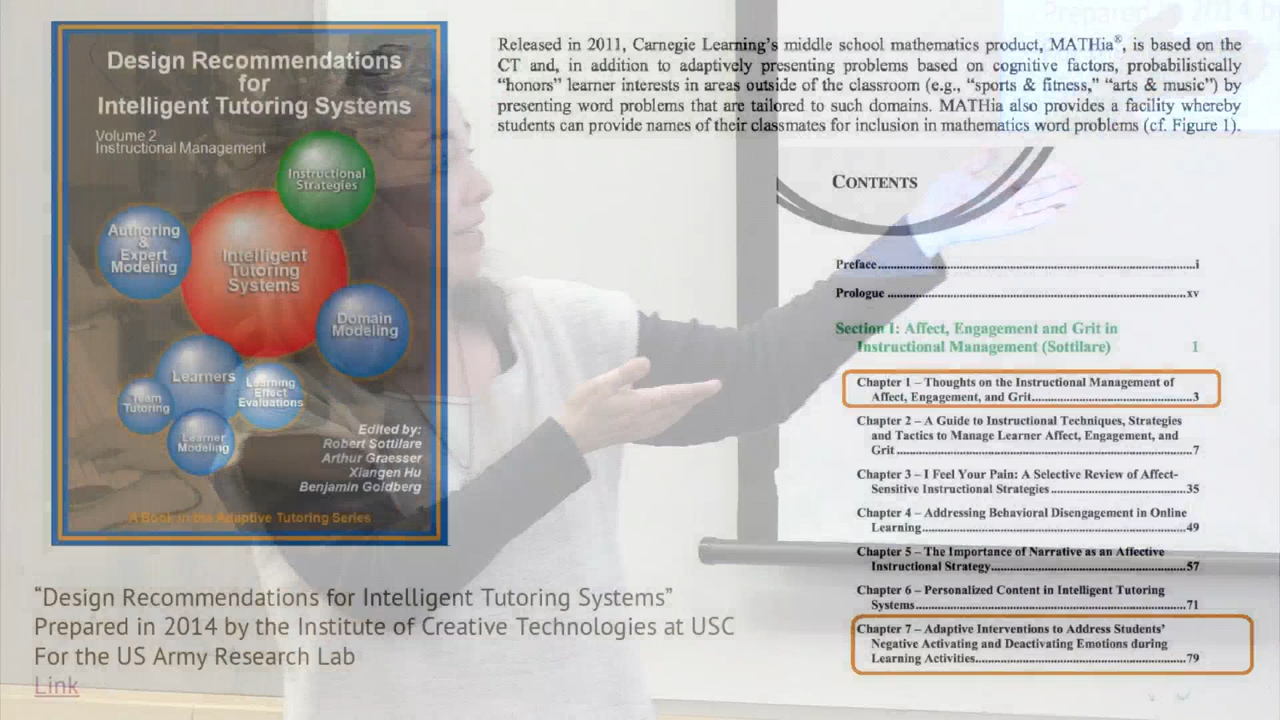 Prepared by 2014 b
Design Recommendations
for
Intelligent Tutoring Systems
Volume 2
Instructional Management
Instructional
Strategies
Authoring
&
Expert
Modeling
Intelligent
Tutoring
Systems
Domain
Modeling
Learners
Learning
Effect
Evaluations
Team
Tutoring
Learner
Modeling
Edited by:
Robert Sottilare
Arthur Graesser
Xiangen Hu
Benjamin Goldberg
A Book in the Adaptive Tutoring Series
Released in 2011, Carnegie Learning's middle school mathematics product, MATHia®, is based on the
CT and, in addition to adaptively presenting problems based on cognitive factors, probabilistically
"honors" learner interests in areas outside of the classroom (e.g., "sports & fitness," "arts & music") by
presenting word problems that are tailored to such domains. MATHia also provides a facility whereby
students can provide names of their classmates for inclusion in mathematics word problems (cf. Figure 1).
CONTENTS
Preface.......................................................................i
Prologue ....................................................................xv
Section I: Affect, Engagement and Grit in
Instructional Management (Sottilare) 1
Chapter 1 – Thoughts on the Instructional Management of
Affect, Engagement, and Grit....................................3
Chapter 2 – A Guide to Instructional Techniques, Strategies
and Tactics to Manage Learner Affect, Engagement, and
Grit ..........................................................................7
Chapter 3 – I Feel Your Pain: A Selective Review of Affect-
Sensitive Instructional Strategies ................................35
Chapter 4 – Addressing Behavioral Disengagement in Online
Learning...................................................................49
Chapter 5 – The Importance of Narrative as an Affective
Instructional Strategy...............................................57
Chapter 6 – Personalized Content in Intelligent Tutoring
Systems....................................................................71
Chapter 7 – Adaptive Interventions to Address Students'
Negative Activating and Deactivating Emotions during
Learning Activities....................................................79
"Design Recommendations for Intelligent Tutoring Systems"
Prepared in 2014 by the Institute of Creative Technologies at USC
For the US Army Research Lab
Link